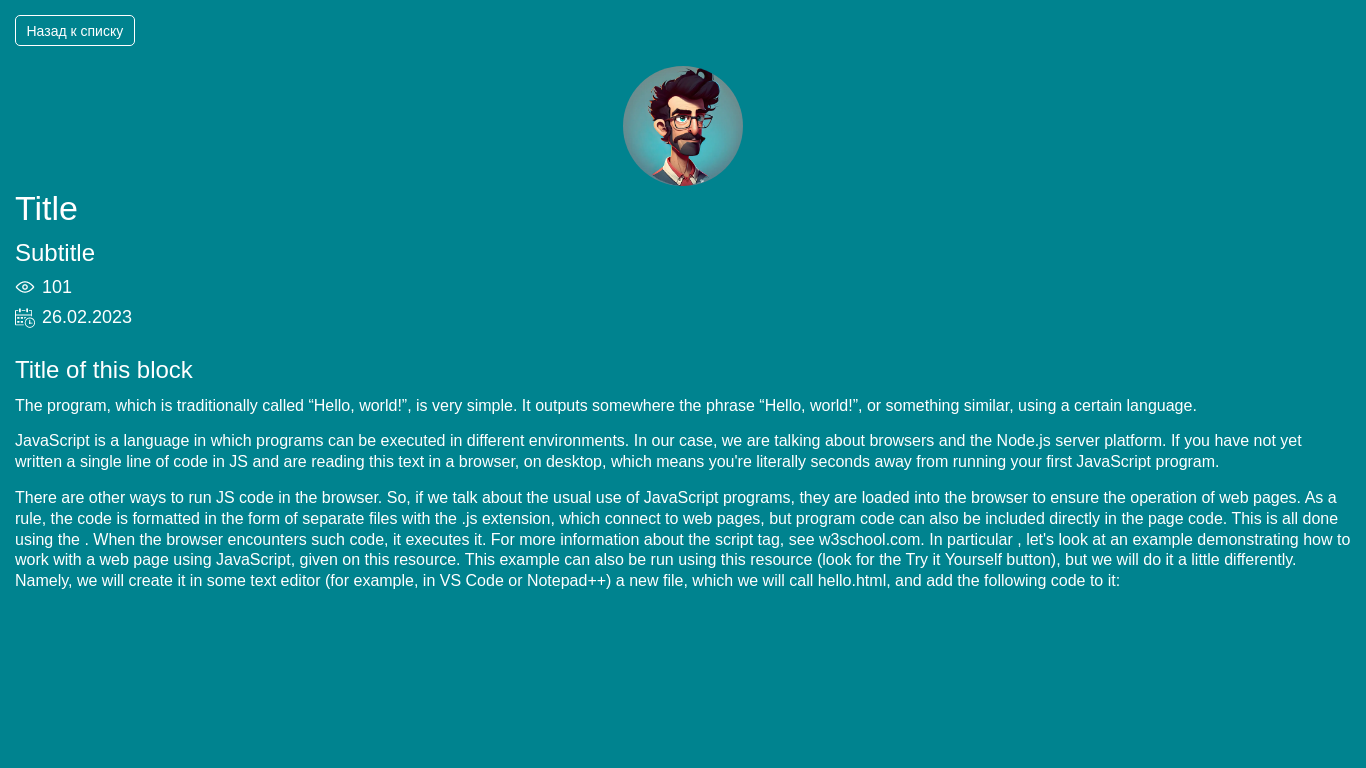 Назад к списку
Title
Subtitle
101
26.02.2023
Title of this block
The program, which is traditionally called “Hello, world!”, is very simple. It outputs somewhere the phrase “Hello, world!”, or something similar, using a certain language.
JavaScript is a language in which programs can be executed in different environments. In our case, we are talking about browsers and the Node.js server platform. If you have not yet
written a single line of code in JS and are reading this text in a browser, on desktop, which means you're literally seconds away from running your first JavaScript program.
There are other ways to run JS code in the browser. So, if we talk about the usual use of JavaScript programs, they are loaded into the browser to ensure the operation of web pages. As a
rule, the code is formatted in the form of separate files with the .js extension, which connect to web pages, but program code can also be included directly in the page code. This is all done
using the . When the browser encounters such code, it executes it. For more information about the script tag, see w3school.com. In particular , let's look at an example demonstrating how to
work with a web page using JavaScript, given on this resource. This example can also be run using this resource (look for the Try it Yourself button), but we will do it a little differently.
Namely, we will create it in some text editor (for example, in VS Code or Notepad++) a new file, which we will call hello.html, and add the following code to it: